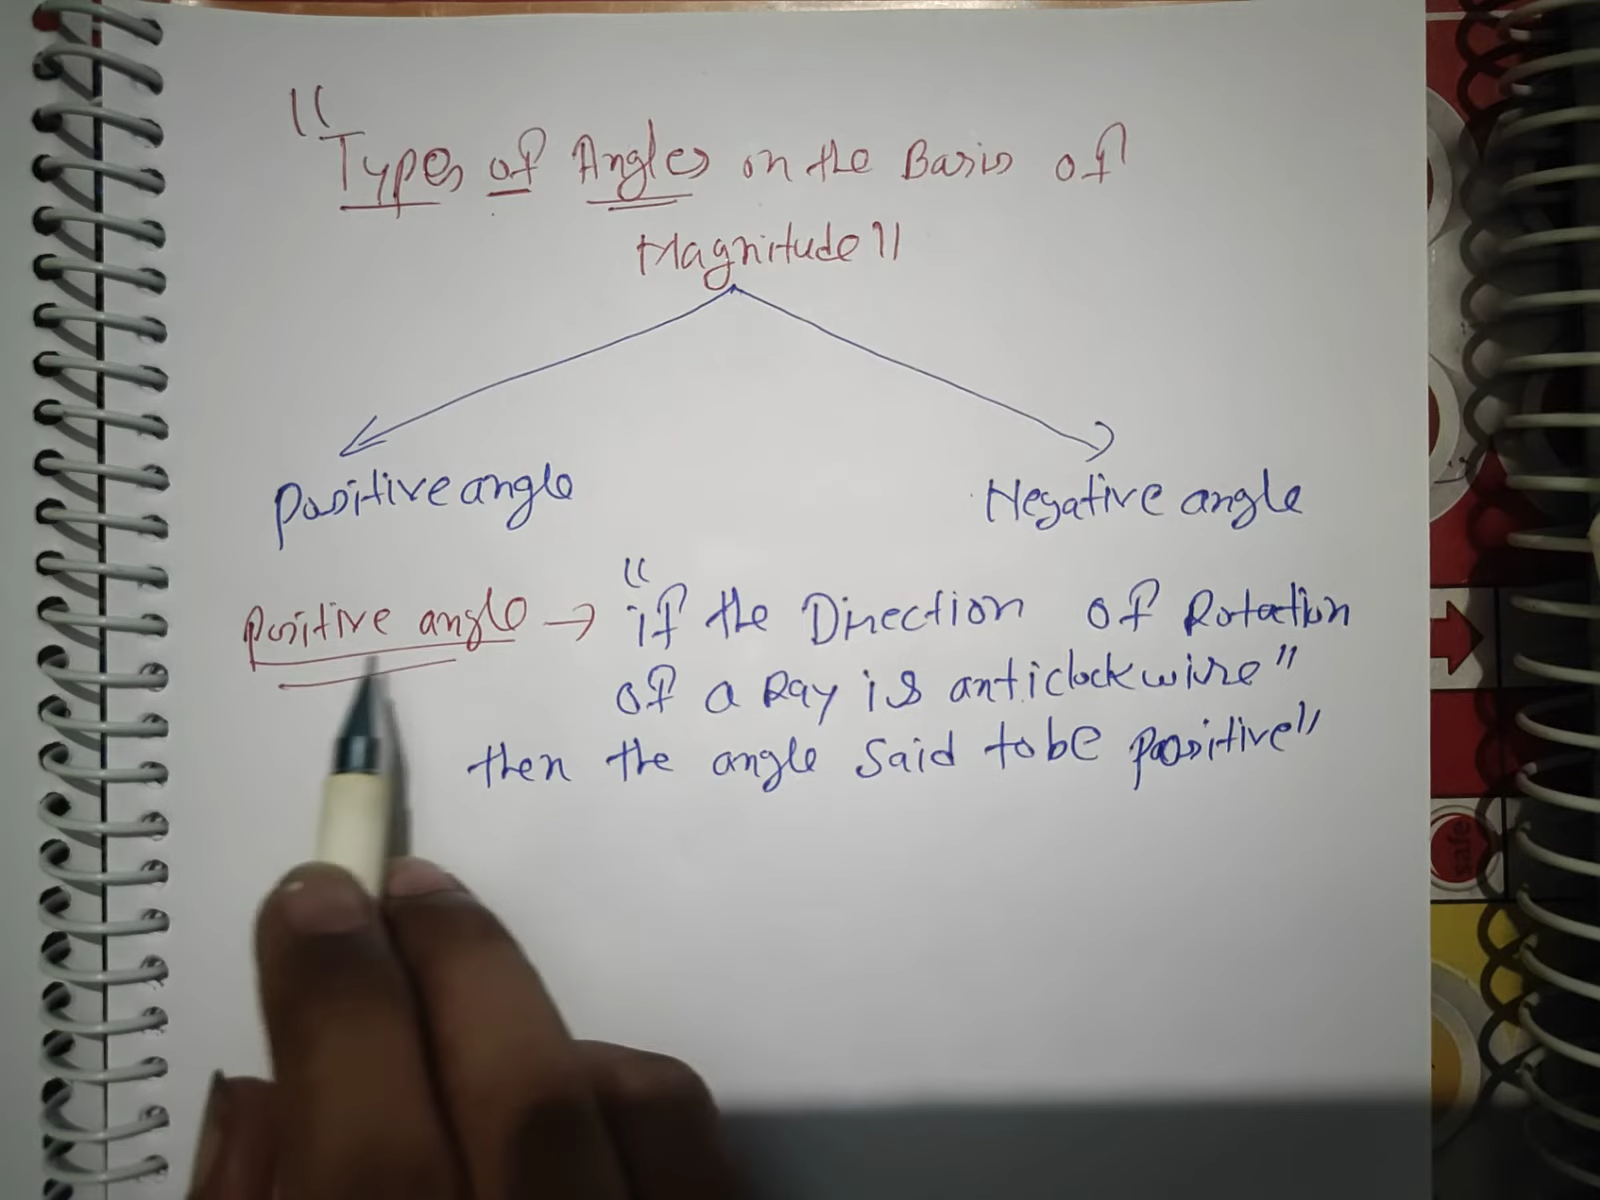 "Types of Angles on the Basis of
Magnitude"
Positive angle
Negative angle
Positive angle → "if the Direction of Rotation
of a Ray is anticlockwise"
then the angle Said to be positive"
safe